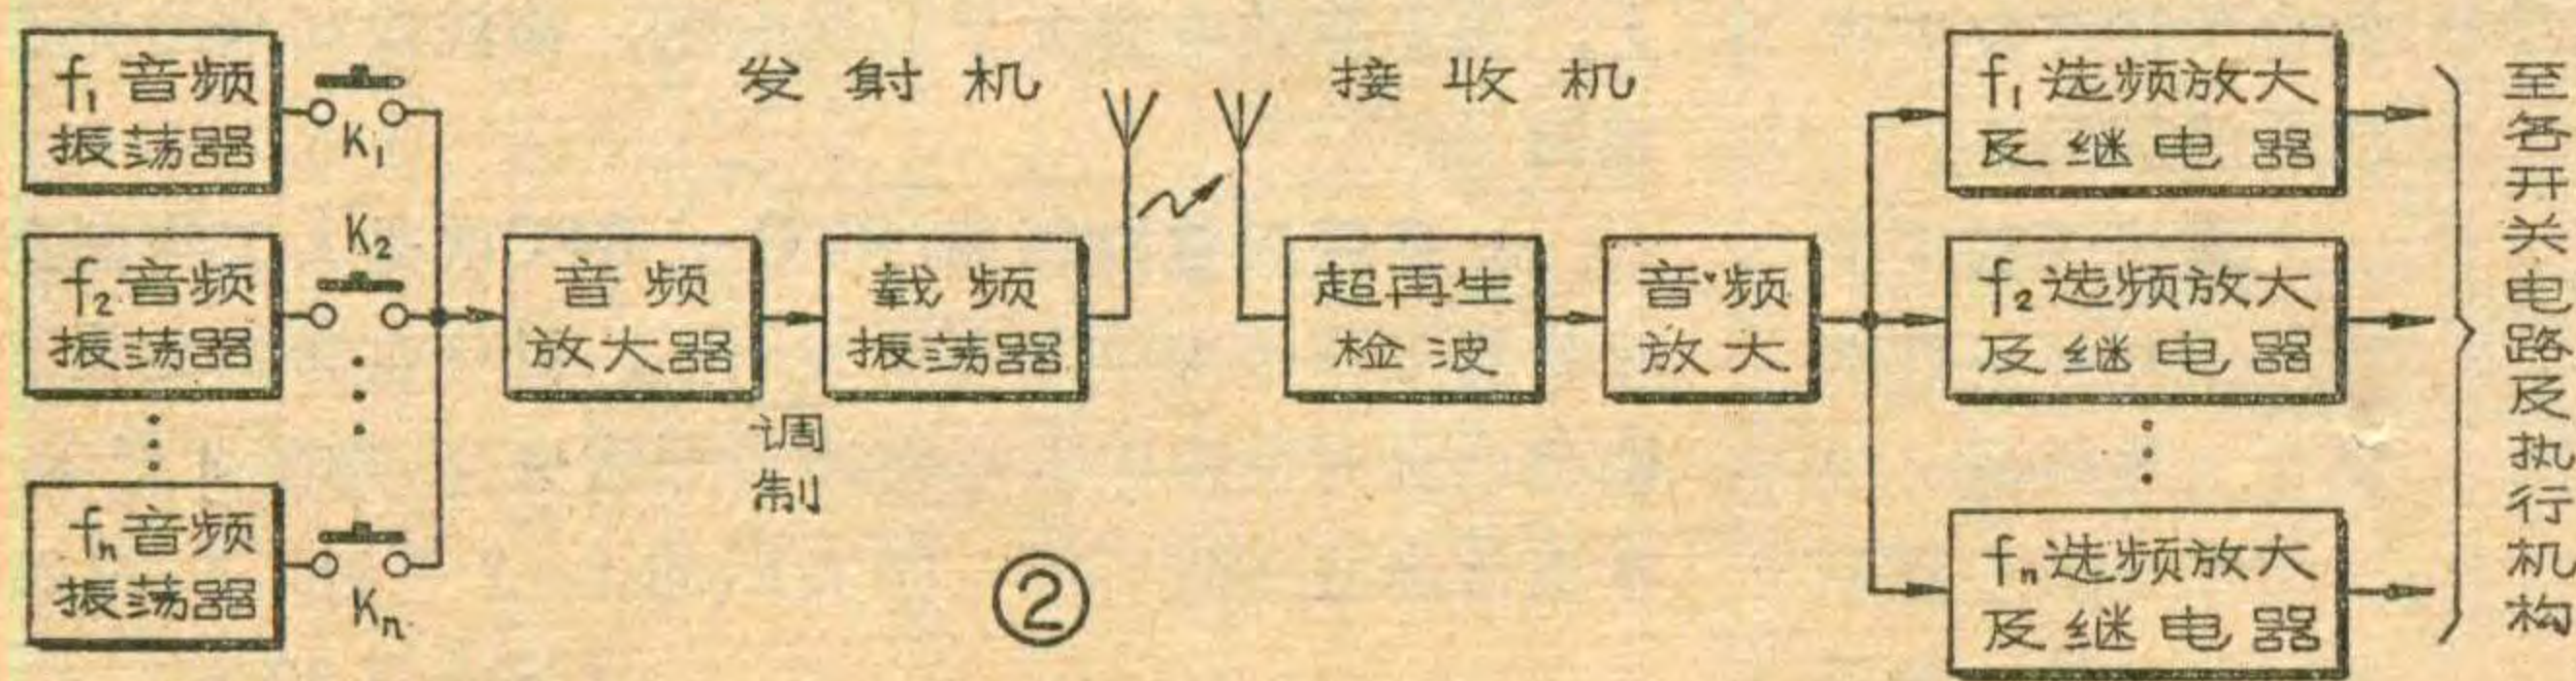 发射机
接收机
f₁音频
振荡器
K₁
f₂音频
振荡器
K₂
fₙ音频
振荡器
Kₙ
音频
放大器
调
制
载频
振荡器
超再生
检波
音频
放大
f₁选频放大
及继电器
f₂选频放大
及继电器
fₙ选频放大
及继电器
至各开关电路及执行机构
②